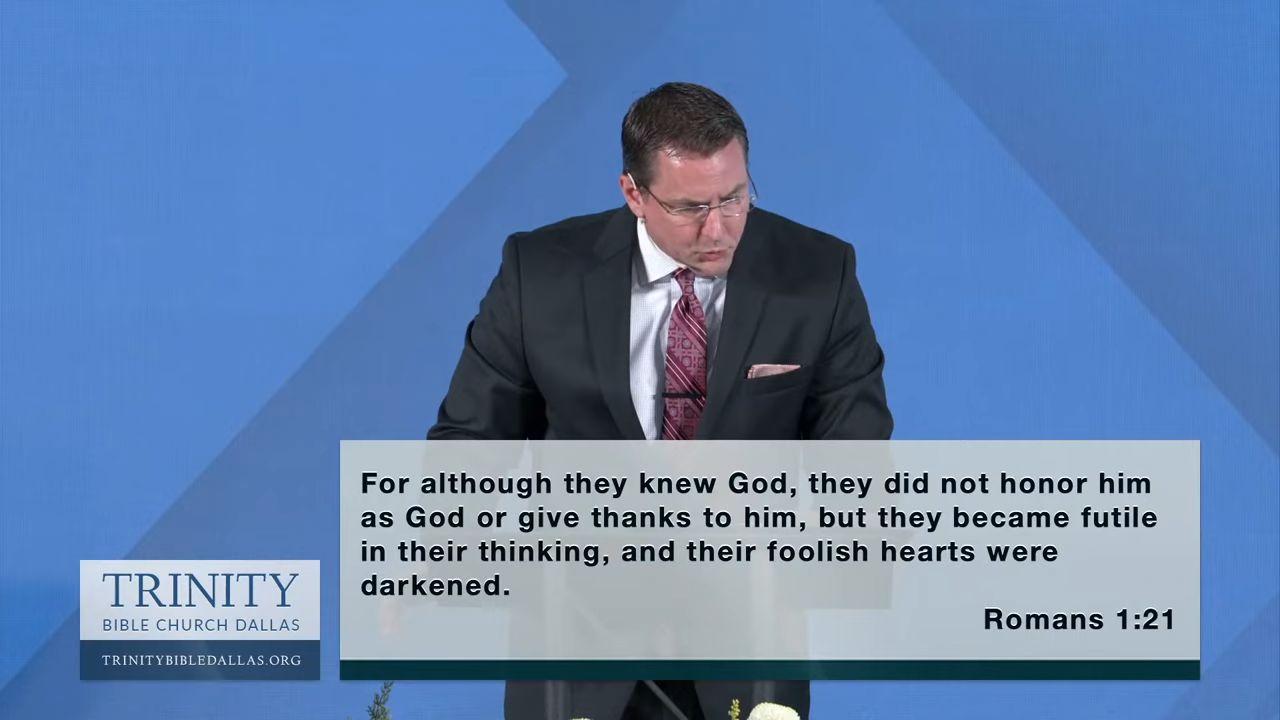 For although they knew God, they did not honor him
as God or give thanks to him, but they became futile
in their thinking, and their foolish hearts were
darkened.
Romans 1:21
TRINITY
BIBLE CHURCH DALLAS
TRINITYBIBLEDALLAS.ORG